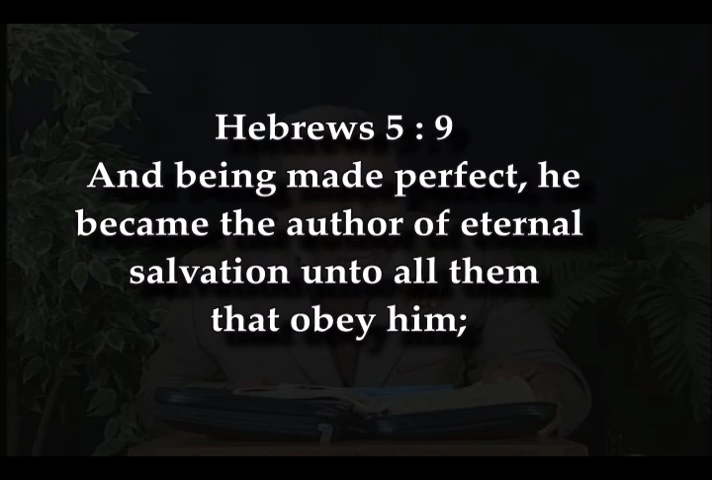 Hebrews 5 : 9
And being made perfect, he
became the author of eternal
salvation unto all them
that obey him;